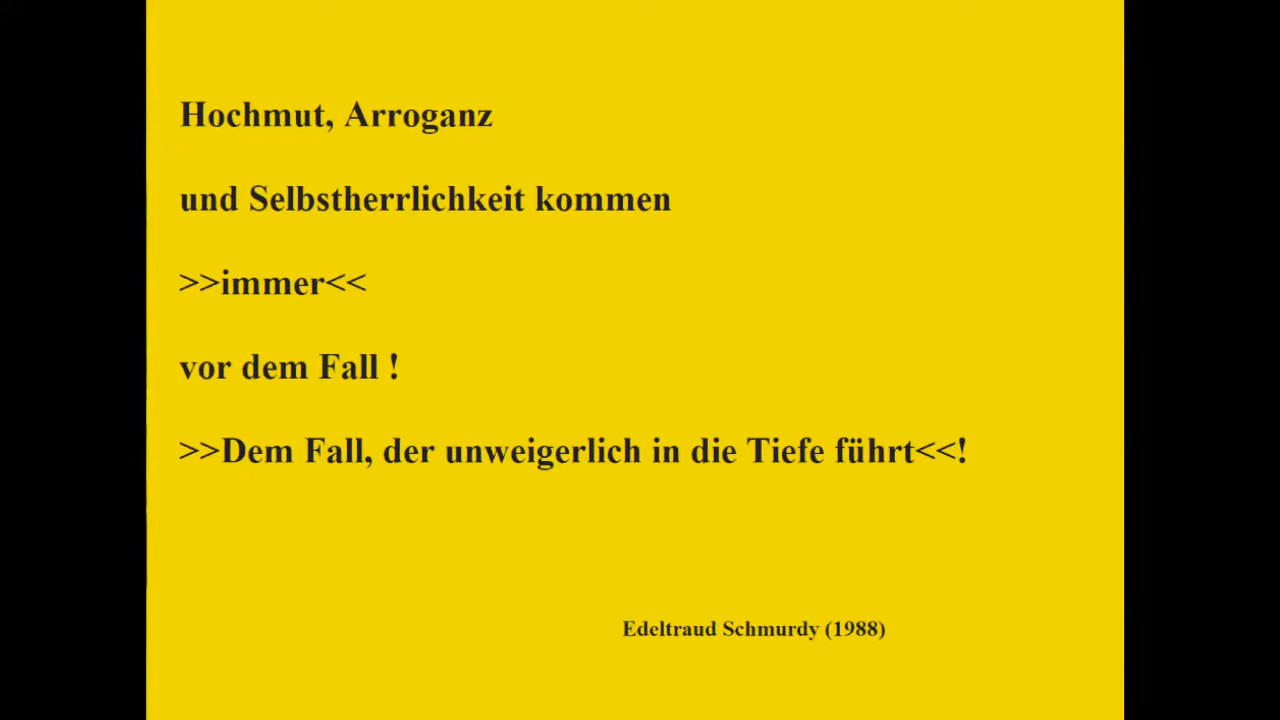 Hochmut, Arroganz
und Selbstherrlichkeit kommen
>>immer<<
vor dem Fall !
>>Dem Fall, der unweigerlich in die Tiefe führt<<!
Edeltraud Schmurdy (1988)